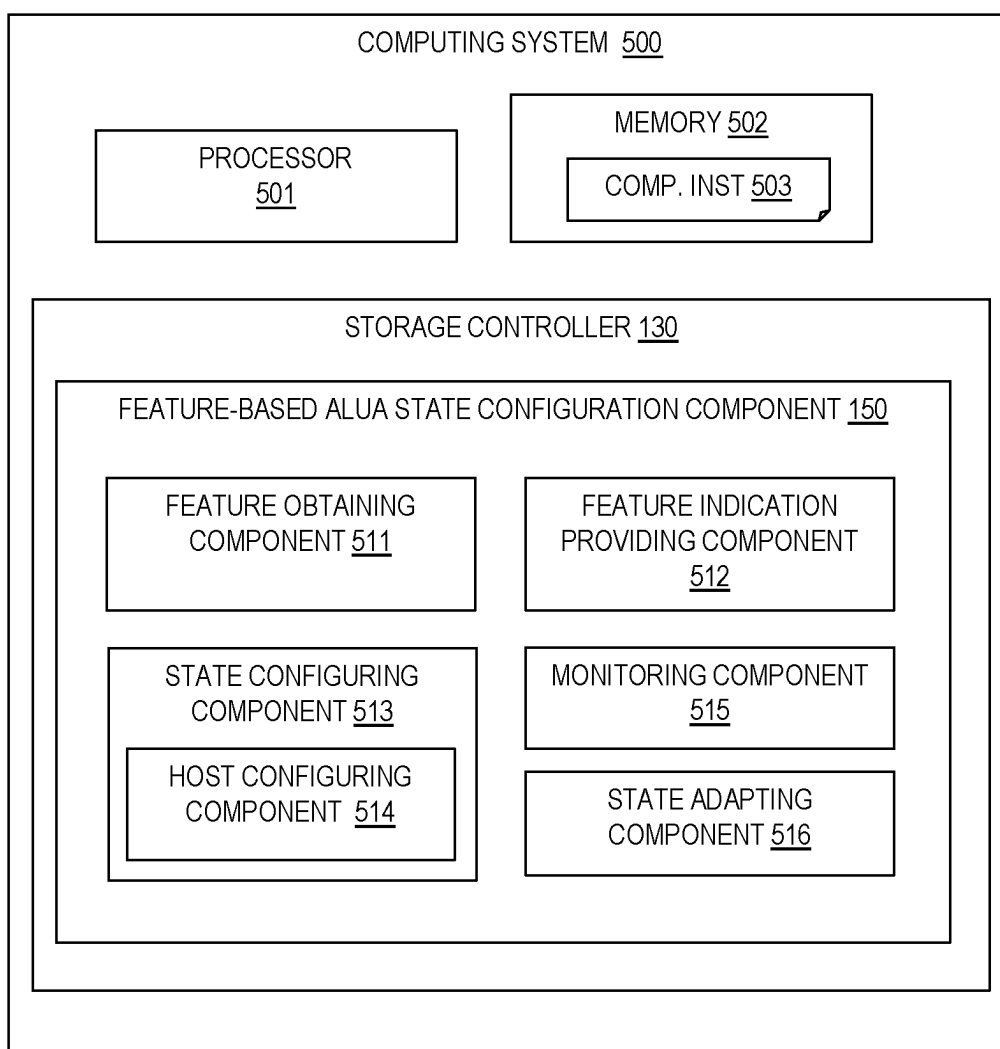 COMPUTING SYSTEM 500
PROCESSOR
501
MEMORY 502
COMP. INST 503
STORAGE CONTROLLER 130
FEATURE-BASED ALUA STATE CONFIGURATION COMPONENT 150
FEATURE OBTAINING
COMPONENT 511
FEATURE INDICATION
PROVIDING COMPONENT
512
STATE CONFIGURING
COMPONENT 513
HOST CONFIGURING
COMPONENT 514
MONITORING COMPONENT
515
STATE ADAPTING
COMPONENT 516